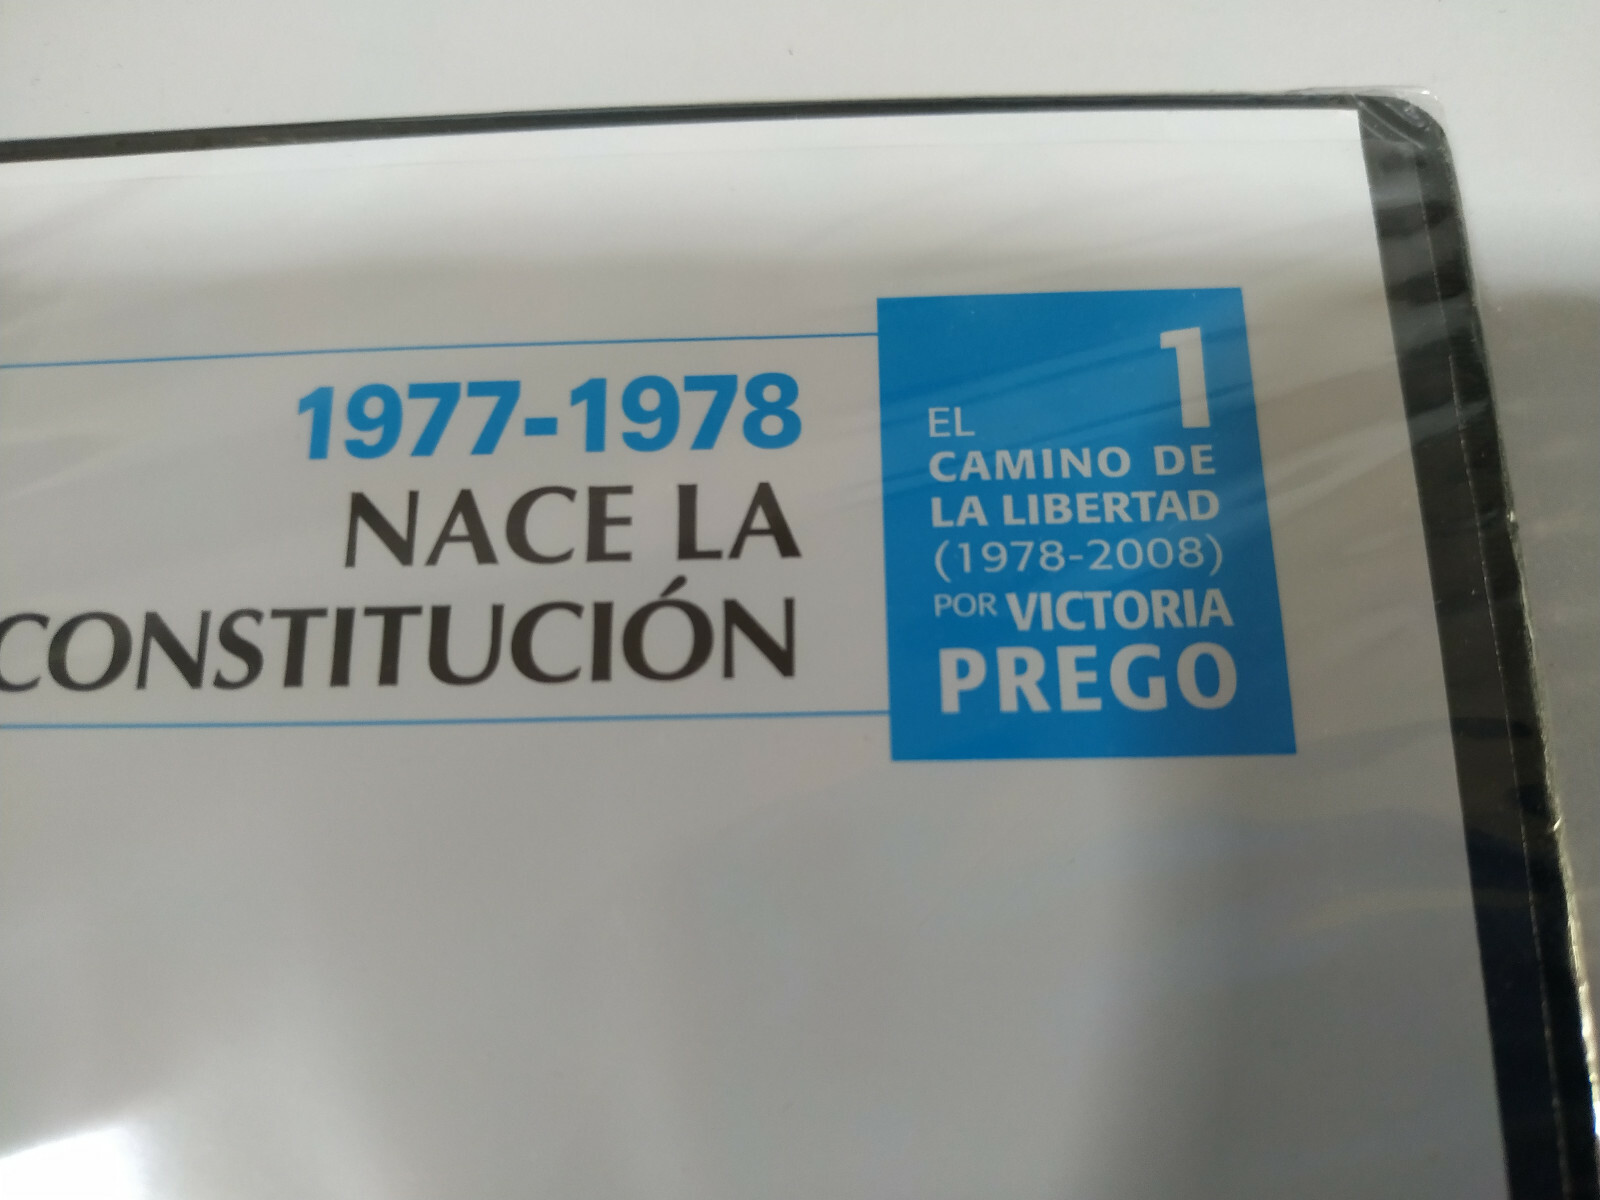 1977-1978
NACE LA
CONSTITUCIÓN
1
EL
CAMINO DE
LA LIBERTAD
(1978-2008)
POR VICTORIA
PREGO